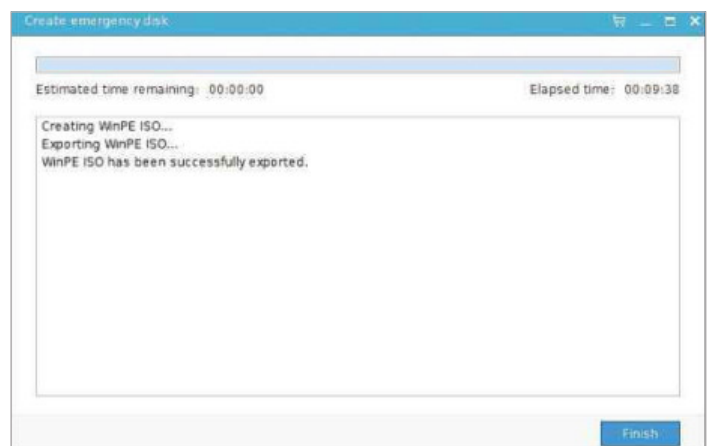 Create emergency disk
Estimated time remaining: 00:00:00
Elapsed time: 00:09:38
Creating WinPE ISO...
Exporting WinPE ISO...
WinPE ISO has been successfully exported.
Finish